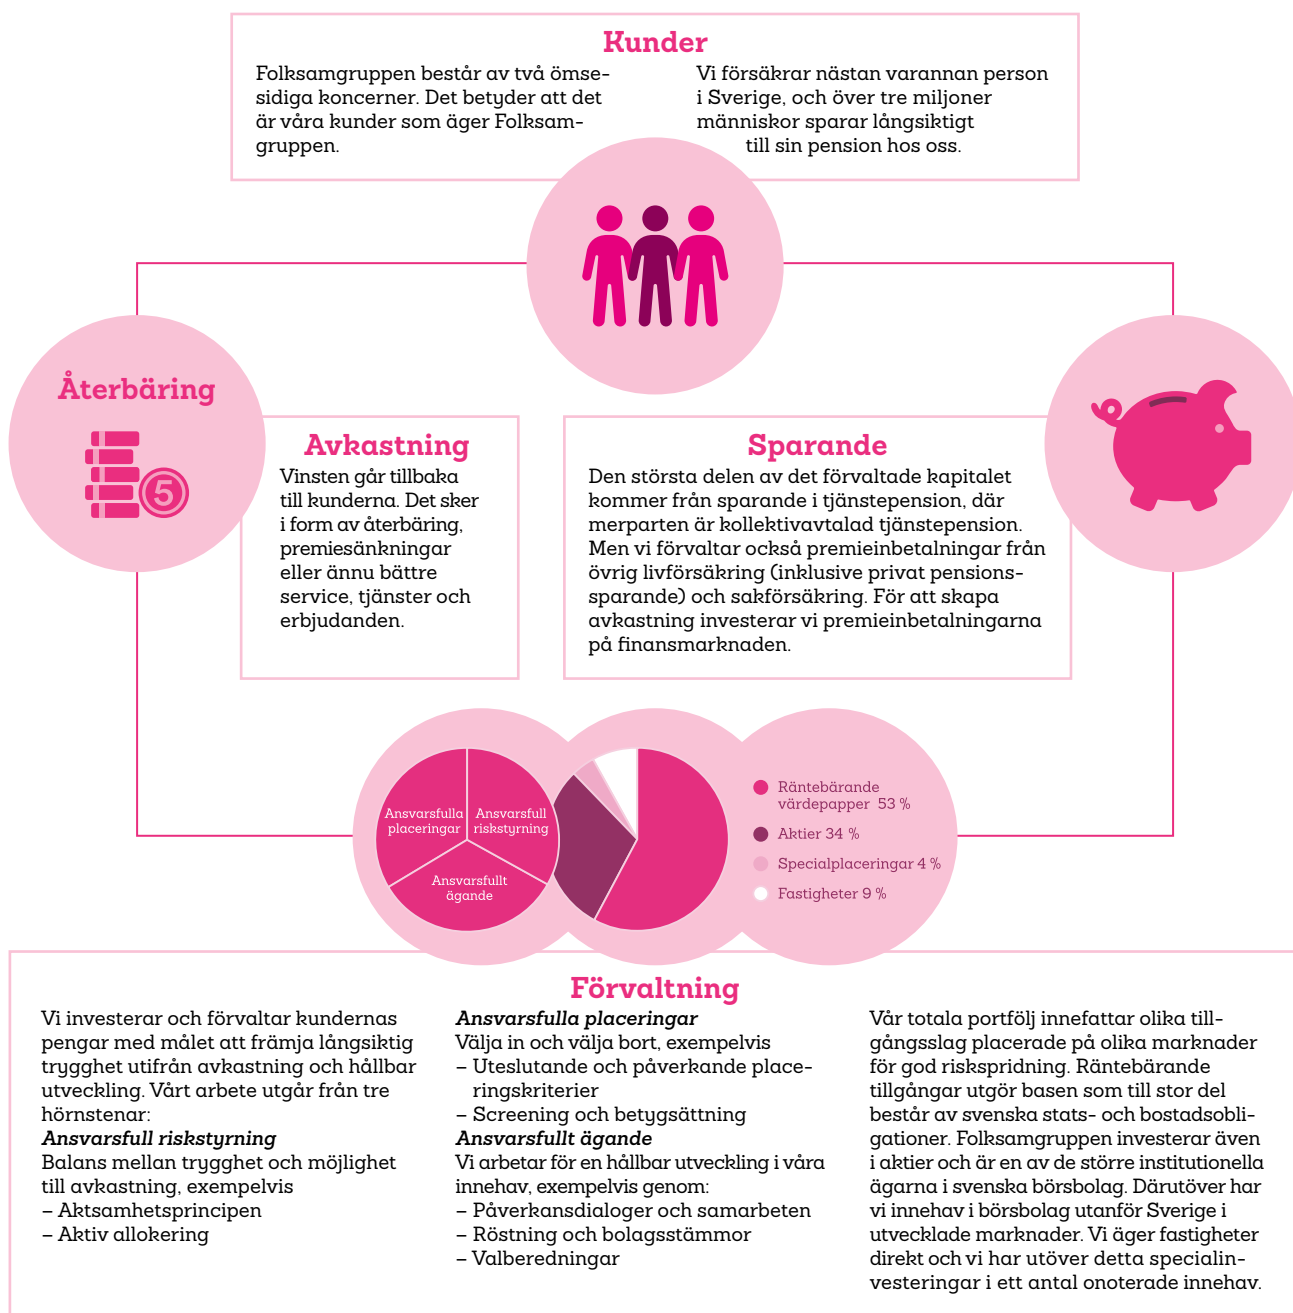 Kunder
Folksamgruppen består av två ömse-
sidiga koncerner. Det betyder att det
är våra kunder som äger Folksam-
gruppen.
Vi försäkrar nästan varannan person
i Sverige, och över tre miljoner
människor sparar långsiktigt
till sin pension hos oss.
Återbäring
5
Avkastning
Vinsten går tillbaka
till kunderna. Det sker
i form av återbäring,
premiesänkningar
eller ännu bättre
service, tjänster och
erbjudanden.
Sparande
Den största delen av det förvaltade kapitalet
kommer från sparande i tjänstepension, där
merparten är kollektivavtalad tjänstepension.
Men vi förvaltar också premieinbetalningar från
övrig livförsäkring (inklusive privat pensions-
sparande) och sakförsäkring. För att skapa
avkastning investerar vi premieinbetalningarna
på finansmarknaden.
Ansvarsfulla
placeringar
Ansvarsfull
riskstyrning
Ansvarsfullt
ägande
Räntebärande
värdepapper 53 %
Aktier 34 %
Specialplaceringar 4 %
Fastigheter 9 %
Förvaltning
Vi investerar och förvaltar kundernas
pengar med målet att främja långsiktig
trygghet utifrån avkastning och hållbar
utveckling. Vårt arbete utgår från tre
hörnstenar:
Ansvarsfull riskstyrning
Balans mellan trygghet och möjlighet
till avkastning, exempelvis
– Aktsamhetsprincipen
– Aktiv allokering
Ansvarsfulla placeringar
Välja in och välja bort, exempelvis
– Uteslutande och påverkande place-
ringskriterier
– Screening och betygsättning
Ansvarsfullt ägande
Vi arbetar för en hållbar utveckling i våra
innehav, exempelvis genom:
– Påverkansdialoger och samarbeten
– Röstning och bolagsstämmor
– Valberedningar
Vår totala portfölj innefattar olika till-
gångsslag placerade på olika marknader
för god riskspridning. Räntebärande
tillgångar utgör basen som till stor del
består av svenska stats- och bostadsobli-
gationer. Folksamgruppen investerar även
i aktier och är en av de större institutionella
ägarna i svenska börsbolag. Därutöver har
vi innehav i börsbolag utanför Sverige i
utvecklade marknader. Vi äger fastigheter
direkt och vi har utöver detta specialin-
vesteringar i ett antal onoterade innehav.